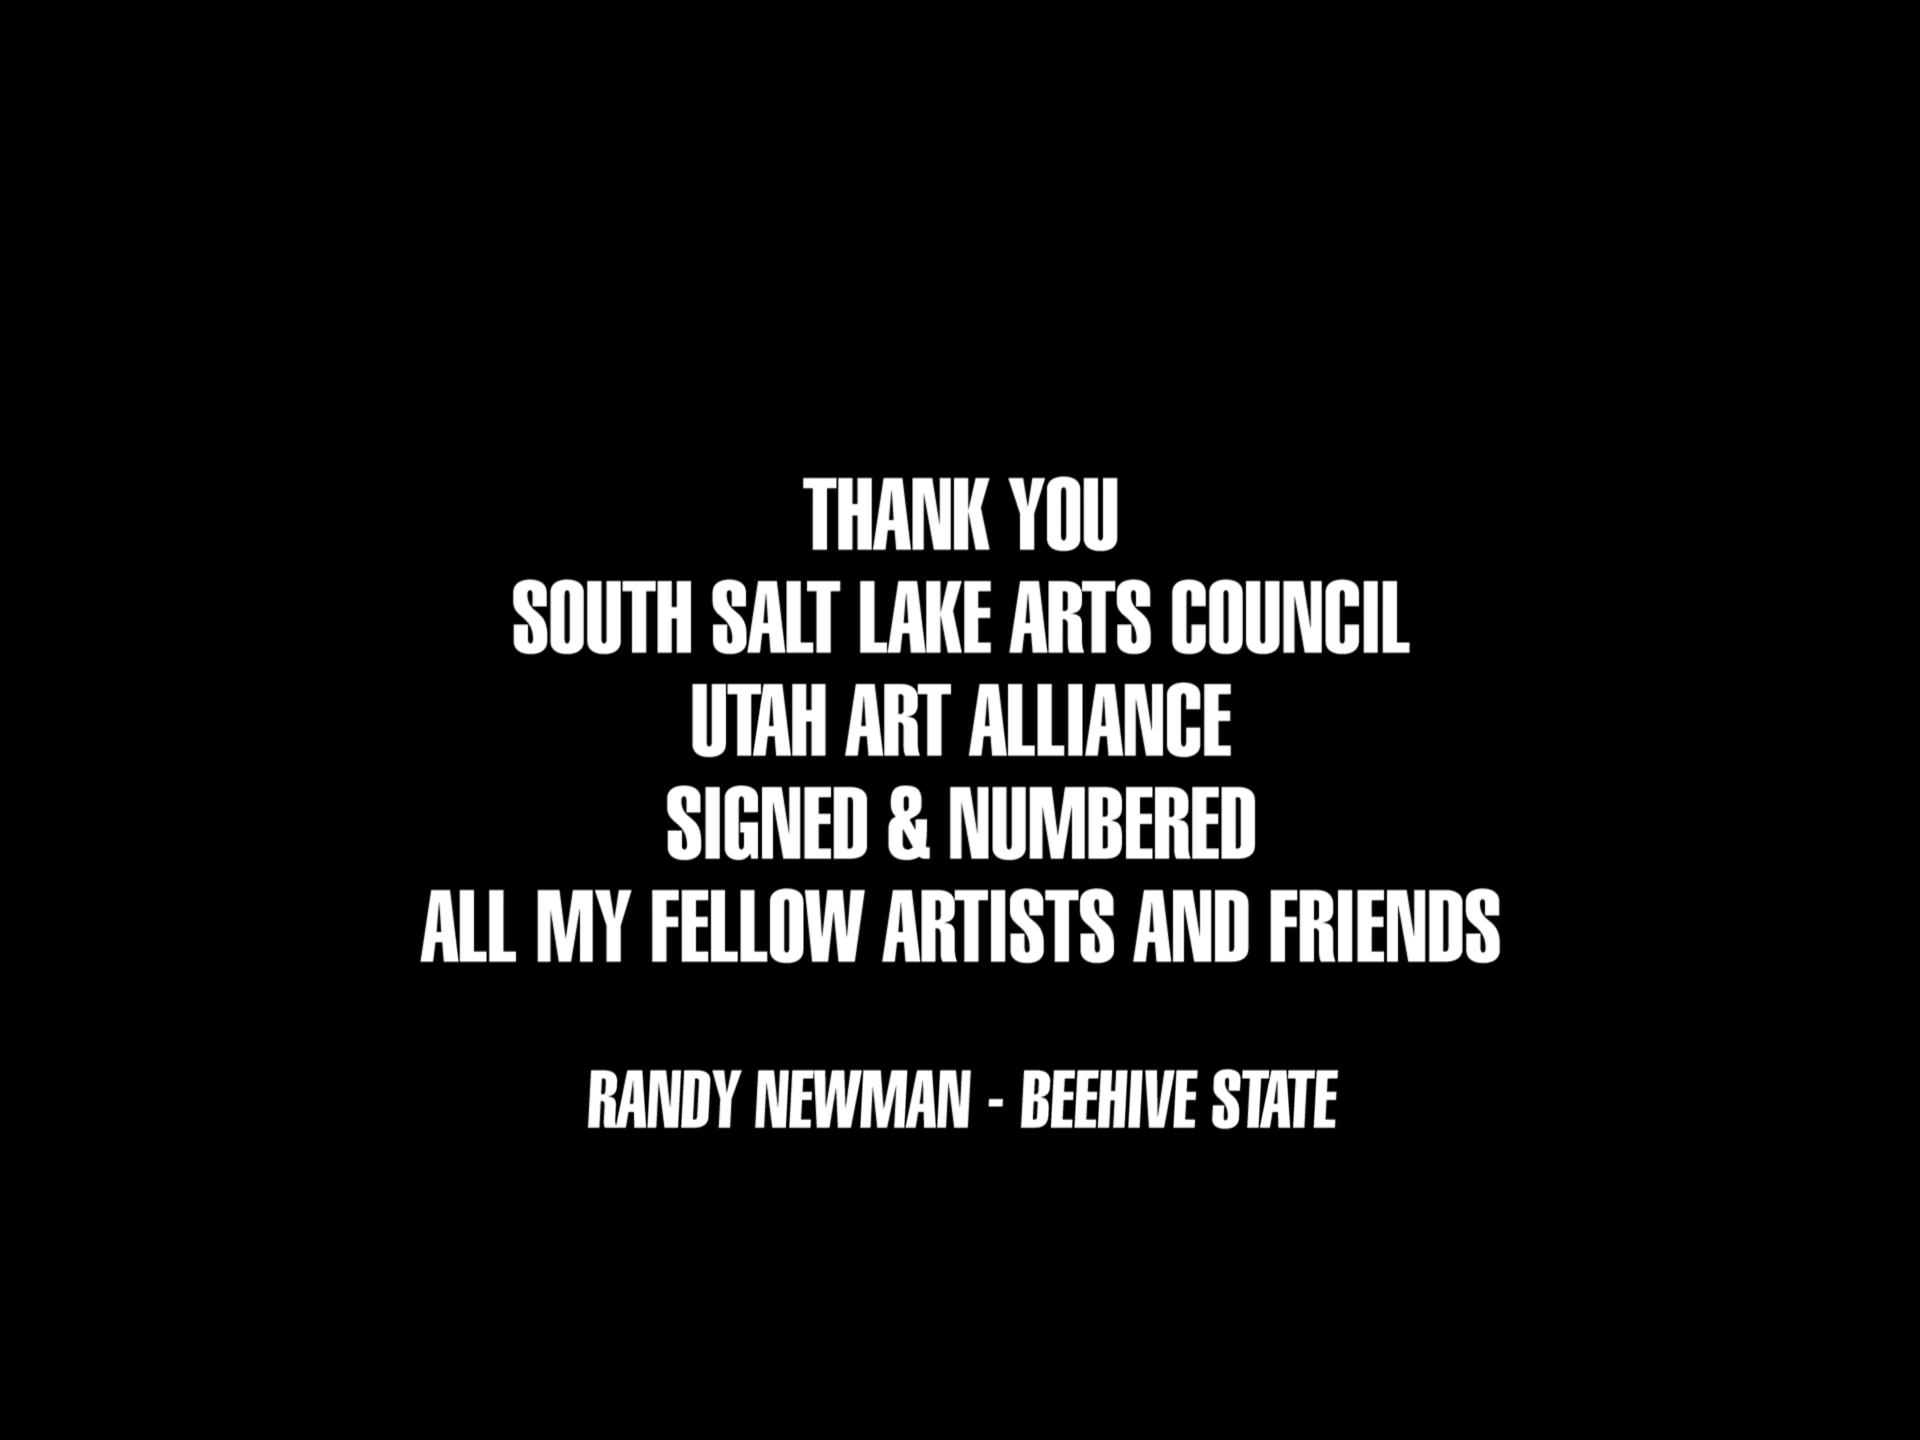 THANK YOU
SOUTH SALT LAKE ARTS COUNCIL
UTAH ART ALLIANCE
SIGNED & NUMBERED
ALL MY FELLOW ARTISTS AND FRIENDS
RANDY NEWMAN - BEEHIVE STATE